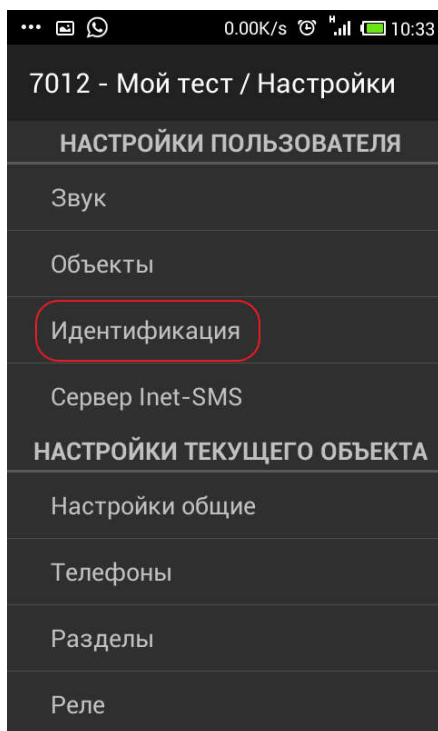 0.00K/s H 10:33
7012 - Мой тест / Настройки
НАСТРОЙКИ ПОЛЬЗОВАТЕЛЯ
Звук
Объекты
Идентификация
Сервер Inet-SMS
НАСТРОЙКИ ТЕКУЩЕГО ОБЪЕКТА
Настройки общие
Телефоны
Разделы
Реле